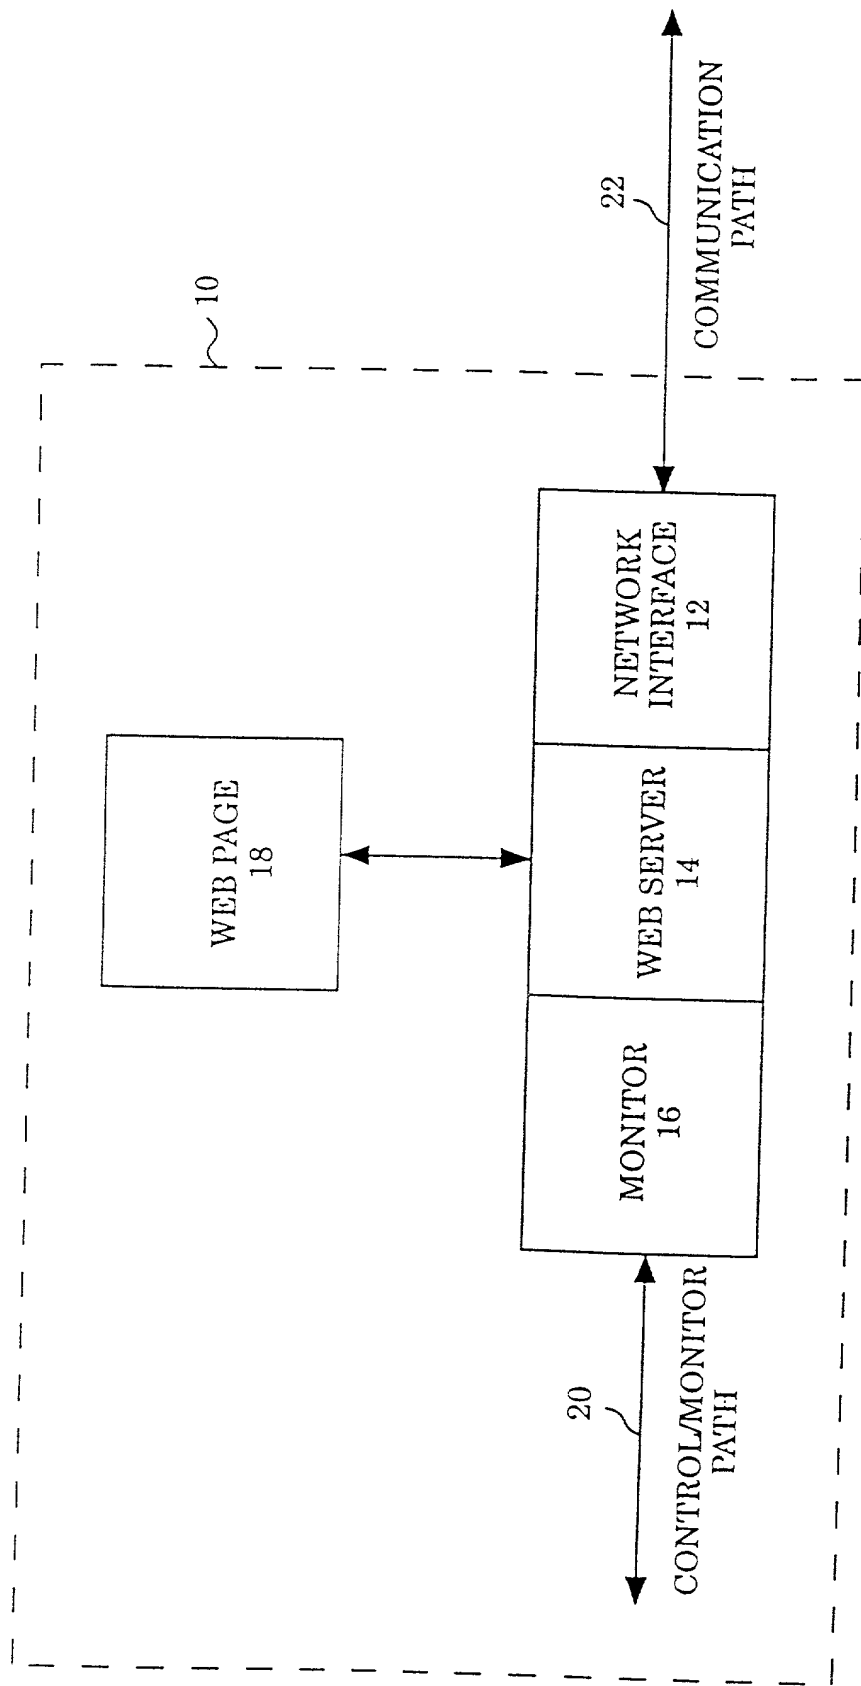 10
WEB PAGE
18
20
CONTROL/MONITOR
PATH
MONITOR
16
WEB SERVER
14
NETWORK
INTERFACE
12
22
COMMUNICATION
PATH